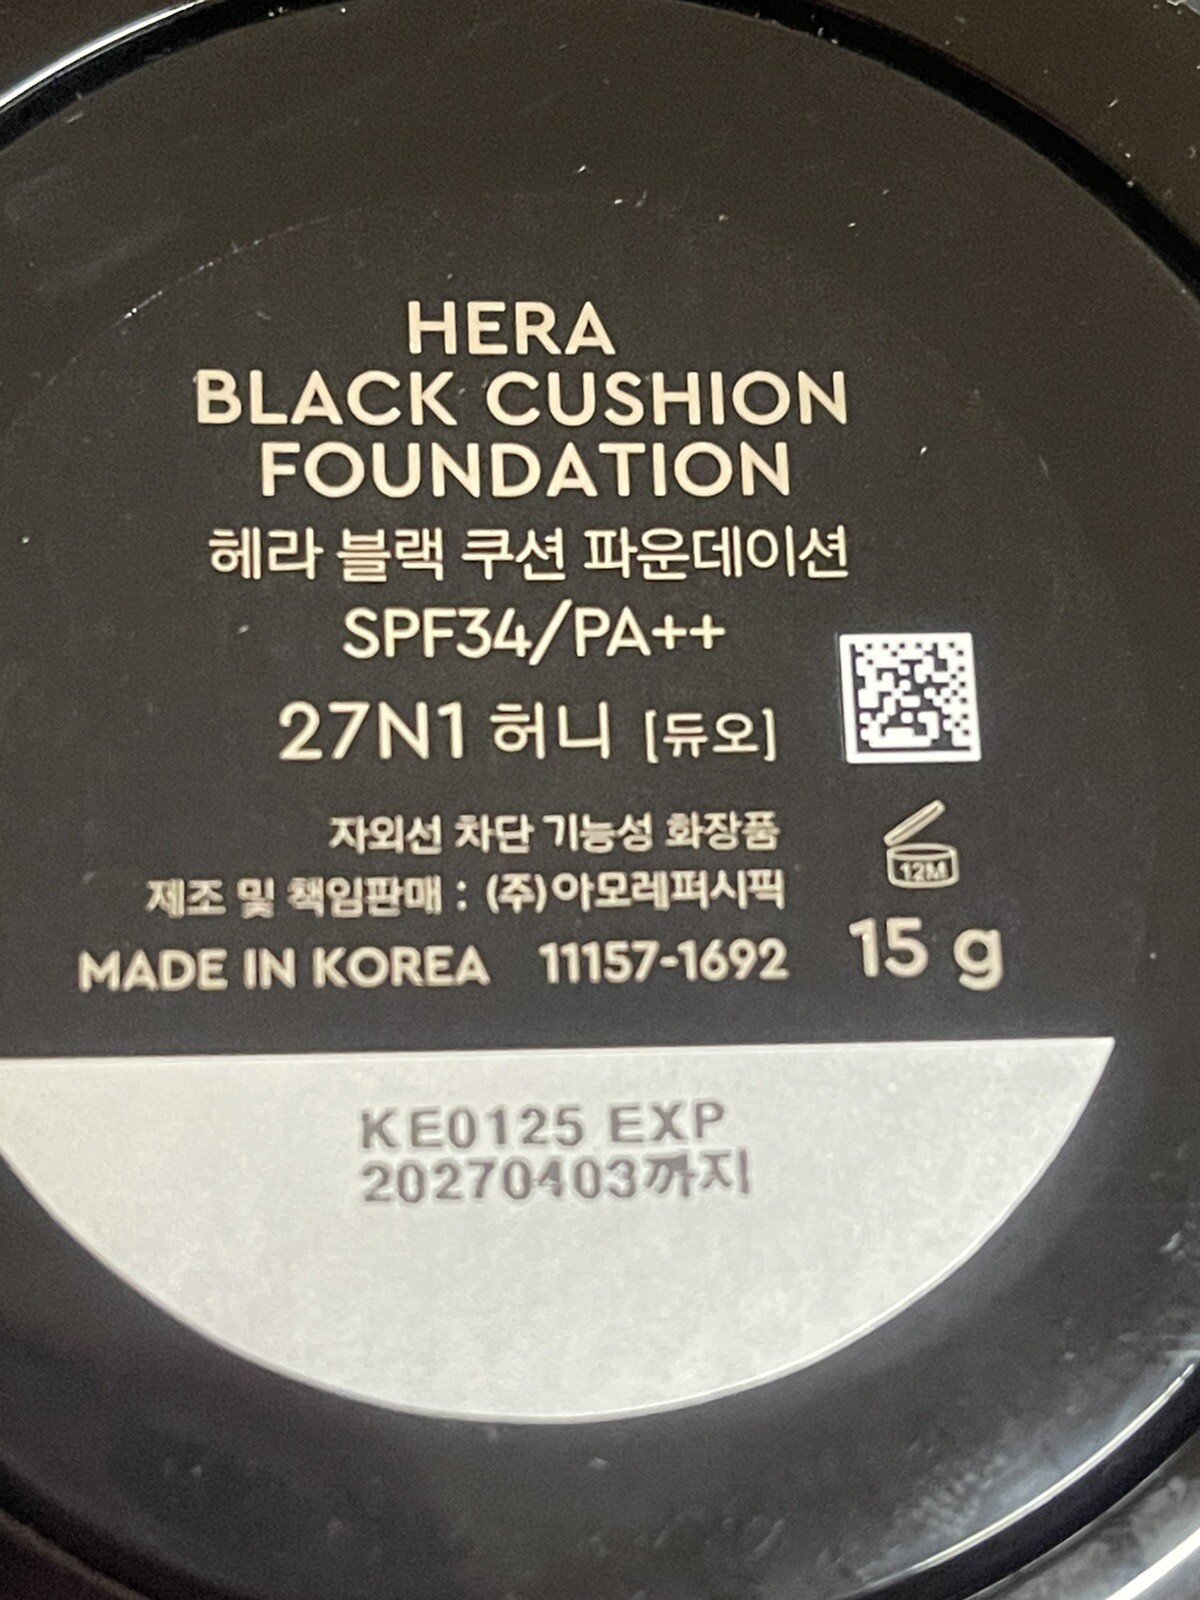 HERA
BLACK CUSHION
FOUNDATION
헤라 블랙 쿠션 파운데이션
SPF34/PA++
27N1 허니 [듀오]
자외선 차단 기능성 화장품
제조 및 책임판매 : (주)아모레퍼시픽
12M
MADE IN KOREA 11157-1692 15 g
KE0125 EXP
20270403까지